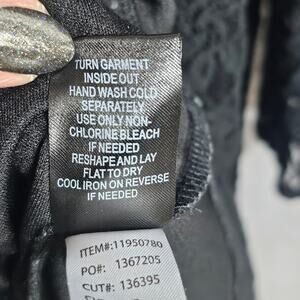 TURN GARMENT
INSIDE OUT
HAND WASH COLD
SEPARATELY
USE ONLY NON-
CHLORINE BLEACH
IF NEEDED
RESHAPE AND LAY
FLAT TO DRY
COOL IRON ON REVERSE
IF NEEDED
ITEM#: 11950780
PO#: 1367205
CUT#: 136395